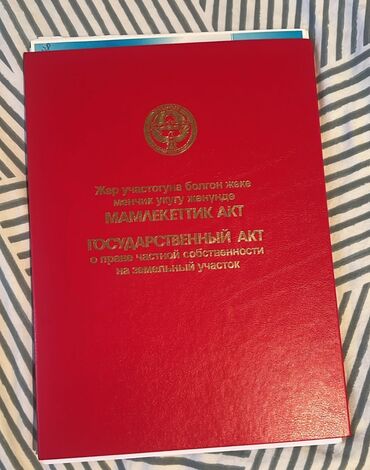 Жер участогуна болгон жеке
менчик укугу жөнүндө
МАМЛЕКЕТТИК АКТ
ГОСУДАРСТВЕННЫЙ АКТ
о праве частной собственности
на земельный участок